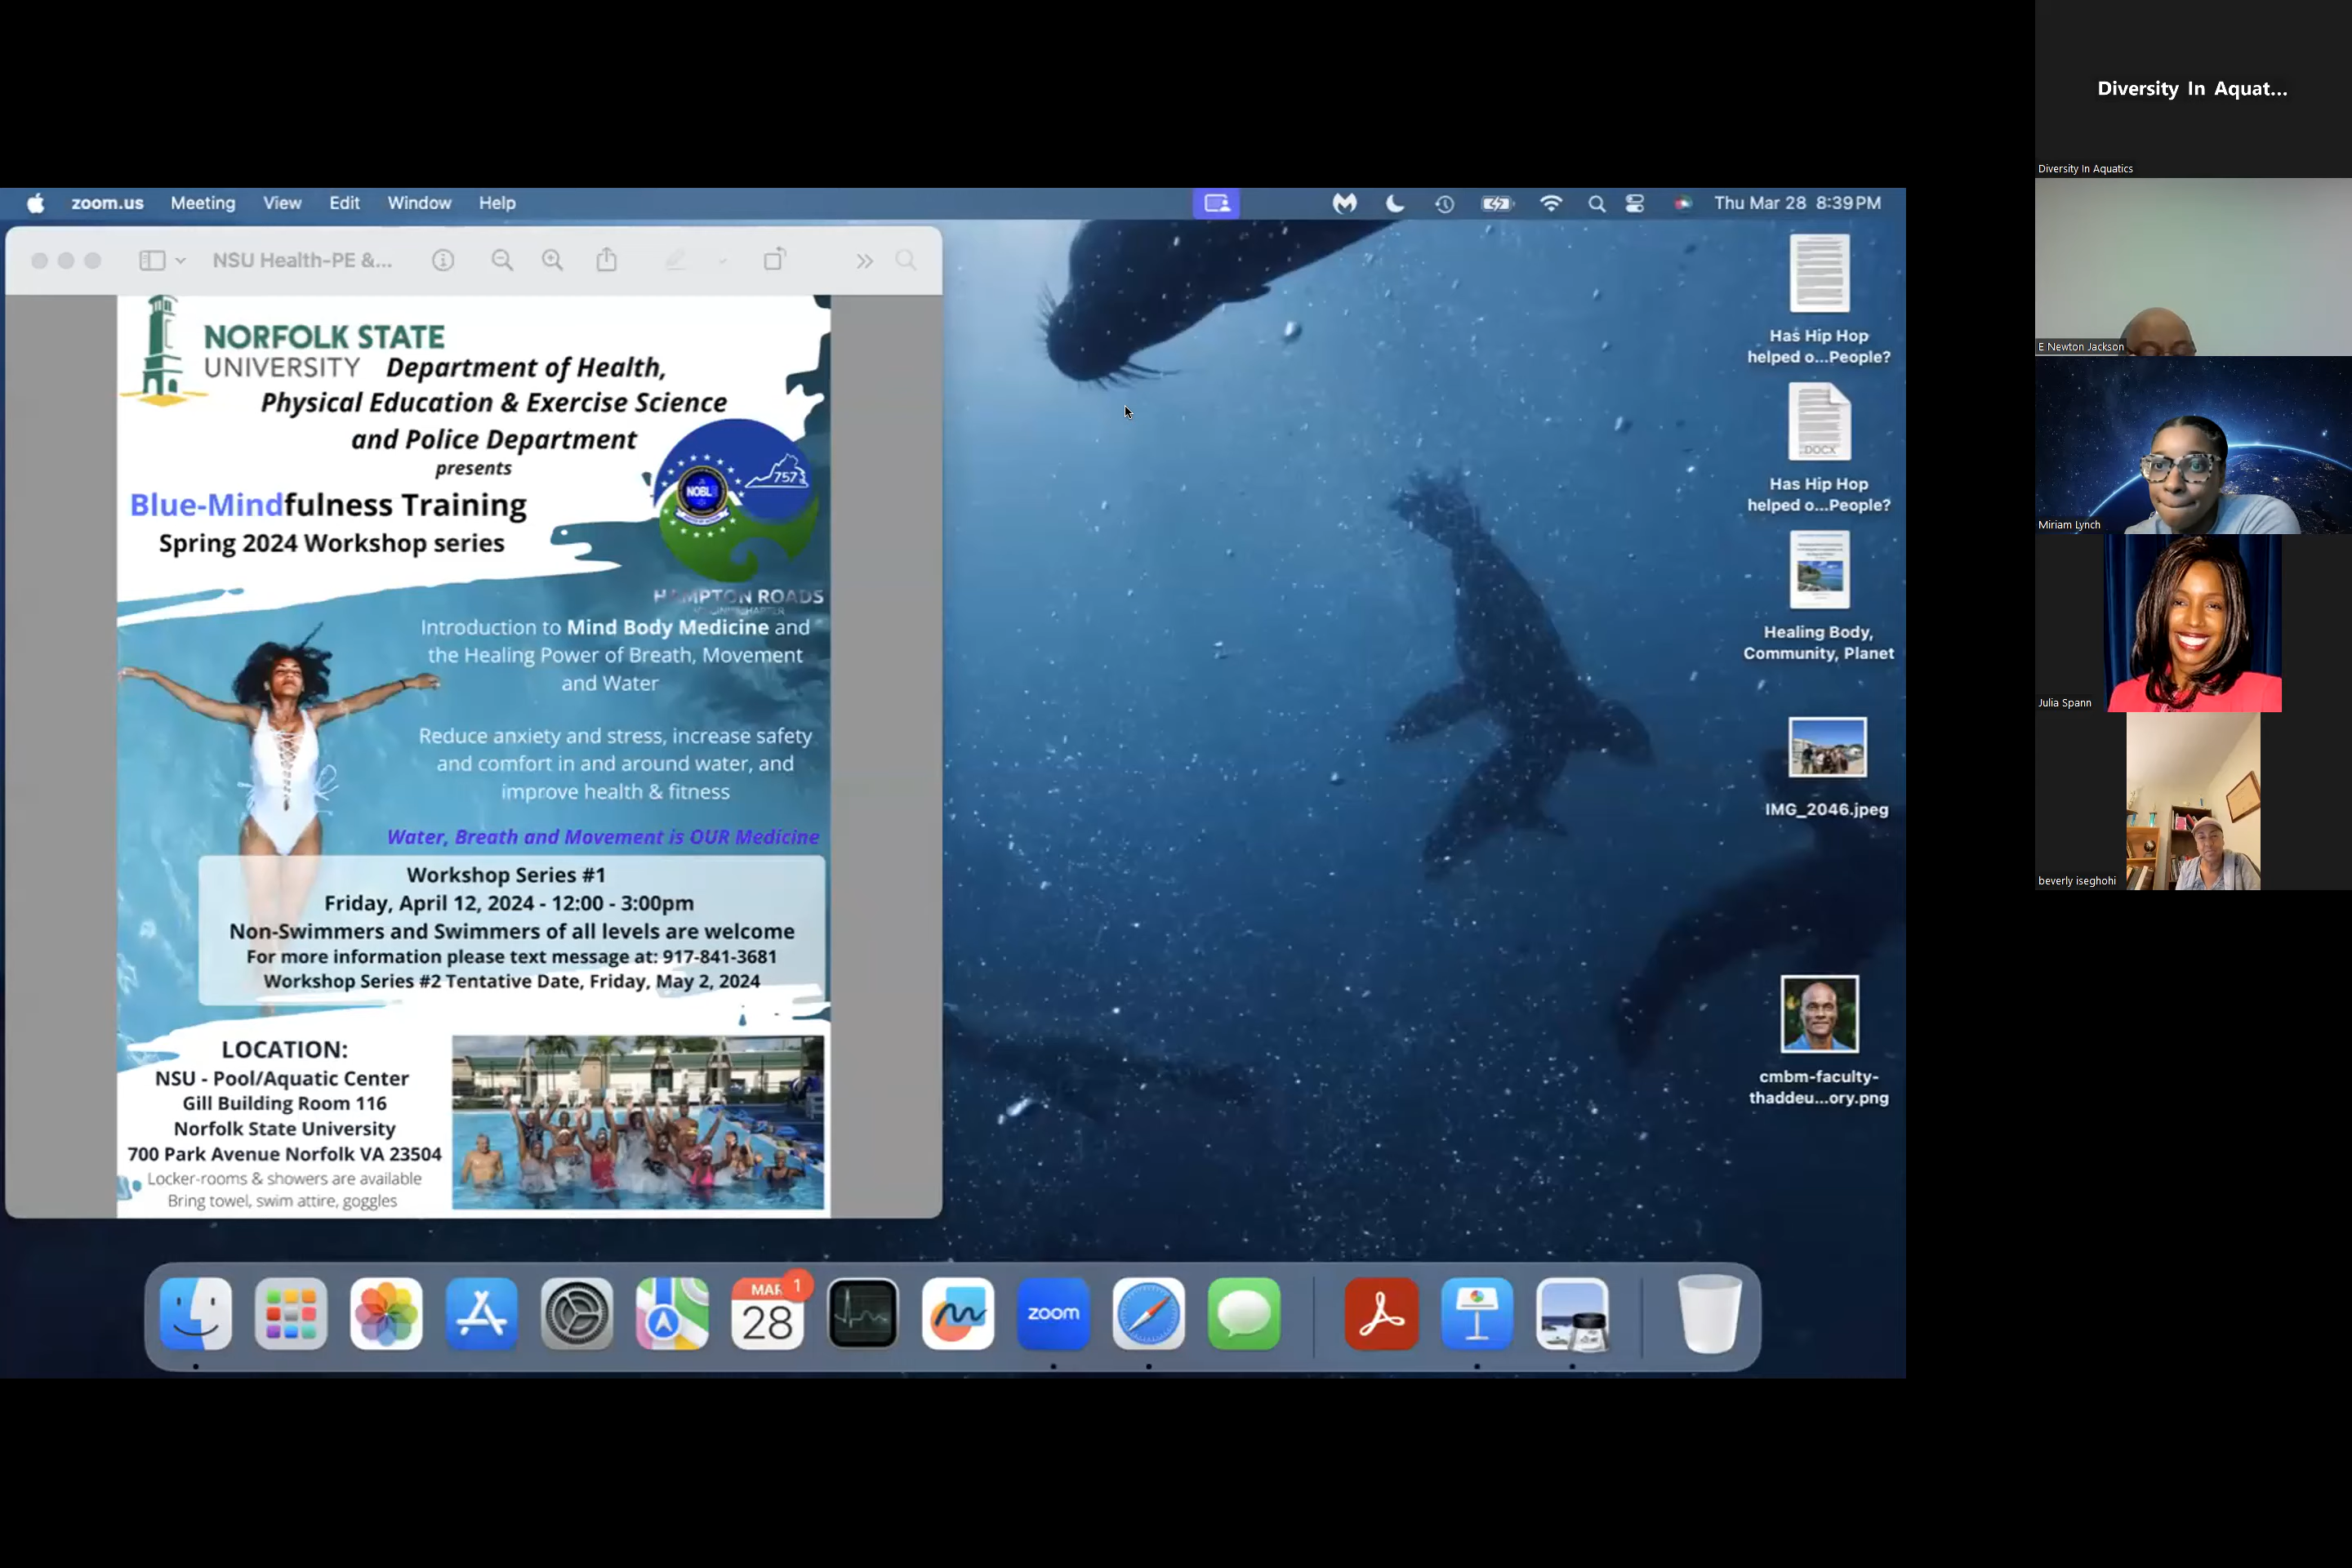 Diversity In Aquat...
Diversity In Aquatics
E Newton Jackson
Miriam Lynch
Julia Spann
beverly iseghohi
zoom.us Meeting View Edit Window Help
Thu Mar 28 8:39 PM
NSU Health-PE &...
NORFOLK STATE
UNIVERSITY Department of Health,
Physical Education & Exercise Science
and Police Department
presents
Blue-Mindfulness Training
Spring 2024 Workshop series
757
NOBLE
HAMPTON ROADS
Introduction to Mind Body Medicine and
the Healing Power of Breath, Movement
and Water
Reduce anxiety and stress, increase safety
and comfort in and around water, and
improve health & fitness
Water, Breath and Movement is OUR Medicine
Workshop Series #1
Friday, April 12, 2024 - 12:00 - 3:00pm
Non-Swimmers and Swimmers of all levels are welcome
For more information please text message at: 917-841-3681
Workshop Series #2 Tentative Date, Friday, May 2, 2024
LOCATION:
NSU - Pool/Aquatic Center
Gill Building Room 116
Norfolk State University
700 Park Avenue Norfolk VA 23504
Locker-rooms & showers are available
Bring towel, swim attire, goggles
Has Hip Hop
helped o...People?
DOCX
Has Hip Hop
helped o...People?
Healing Body,
Community, Planet
IMG_2046.jpeg
cmbm-faculty-
thaddeu...ory.png
MAR
1
28
zoom